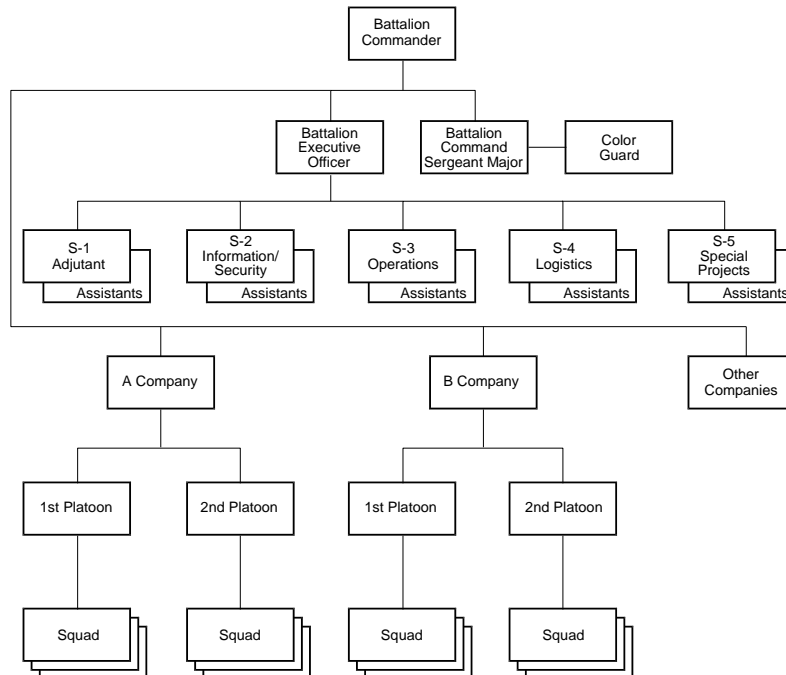 Battalion
Commander
Battalion
Executive
Officer
Battalion
Command
Sergeant Major
Color
Guard
S-1
Adjutant
Assistants
S-2
Information/
Security
Assistants
S-3
Operations
Assistants
S-4
Logistics
Assistants
S-5
Special
Projects
Assistants
A Company
B Company
Other
Companies
1st Platoon
2nd Platoon
1st Platoon
2nd Platoon
Squad
Squad
Squad
Squad